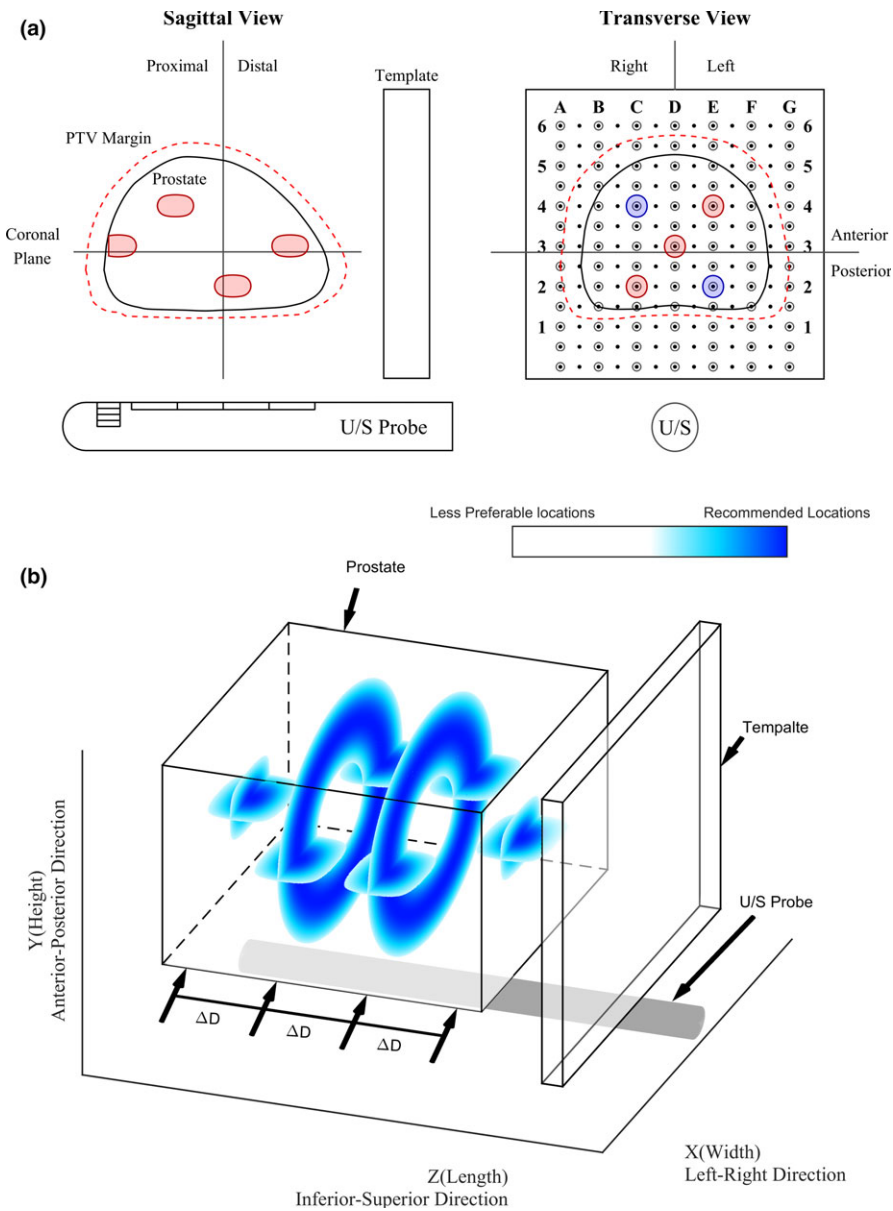 (a)
Sagittal View
Transverse View
Proximal
Distal
Template
Right
Left
PTV Margin
Prostate
Coronal
Plane
A B C D E F G
6 6
5 5
4 4
3 3
2 2
1 1
Anterior
Posterior
U/S Probe
U/S
Less Preferable locations
Recommended Locations
(b)
Prostate
Tempalte
U/S Probe
Y(Height)
Anterior-Posterior Direction
ΔD
ΔD
ΔD
X(Width)
Left-Right Direction
Z(Length)
Inferior-Superior Direction